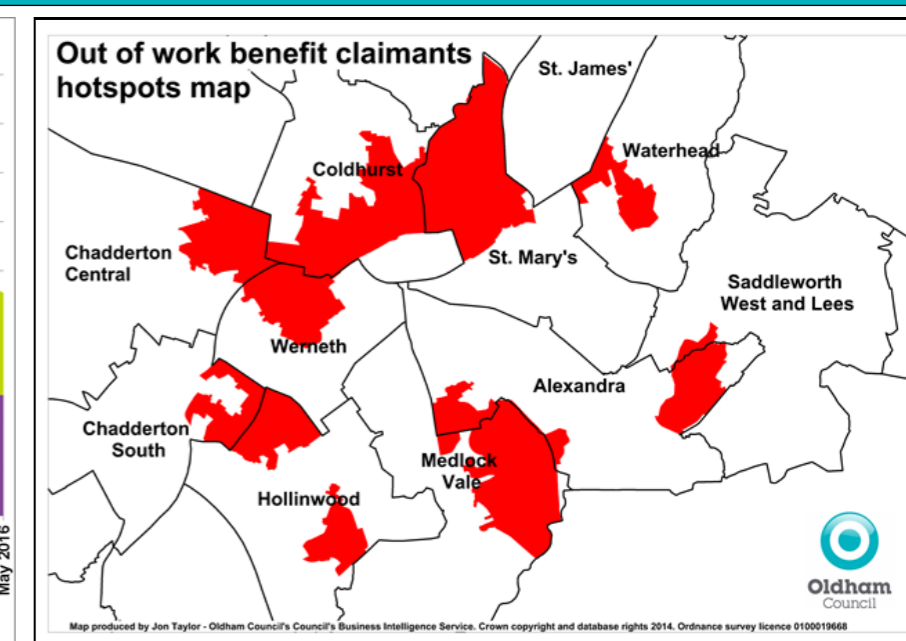 Out of work benefit claimants
hotspots map
St. James'
Waterhead
Coldhurst
Chadderton
Central
St. Mary's
Saddleworth
West and Lees
Werneth
Alexandra
Chadderton
South
Medlock
Vale
Hollinwood
May 2016
Oldham
Council
Map produced by Jon Taylor - Oldham Council's Council's Business Intelligence Service. Crown copyright and database rights 2014. Ordnance survey licence 0100019668